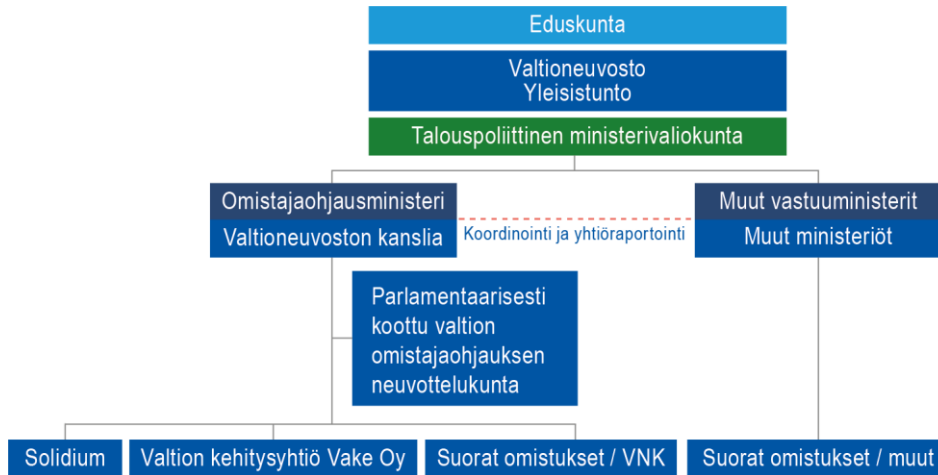 Eduskunta
Valtioneuvosto
Yleisistunto
Talouspoliittinen ministerivaliokunta
Omistajaohjausministeri
Valtioneuvoston kanslia
Koordinointi ja yhtiöraportointi
Muut vastuuministerit
Muut ministeriöt
Parlamentaarisesti
koottu valtion
omistajaohjauksen
neuvottelukunta
Solidium
Valtion kehitysyhtiö Vake Oy
Suorat omistukset / VNK
Suorat omistukset / muut